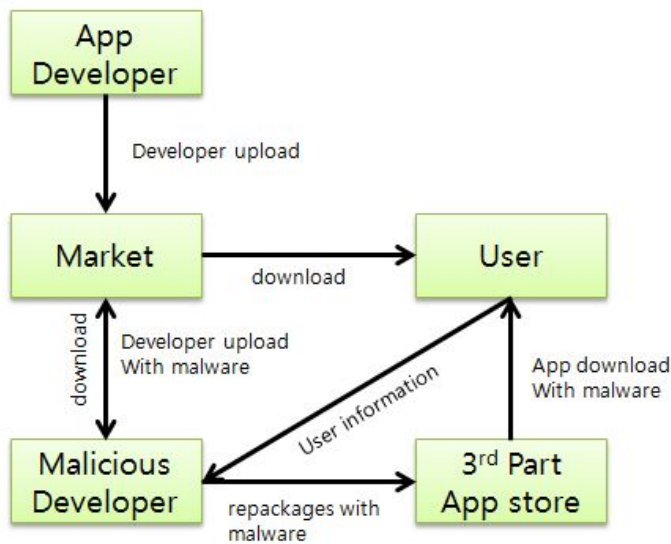 App
Developer
Developer upload
Market
download
User
download
Developer upload
With malware
User information
App download
With malware
Malicious
Developer
repackages with
malware
3rd Part
App store